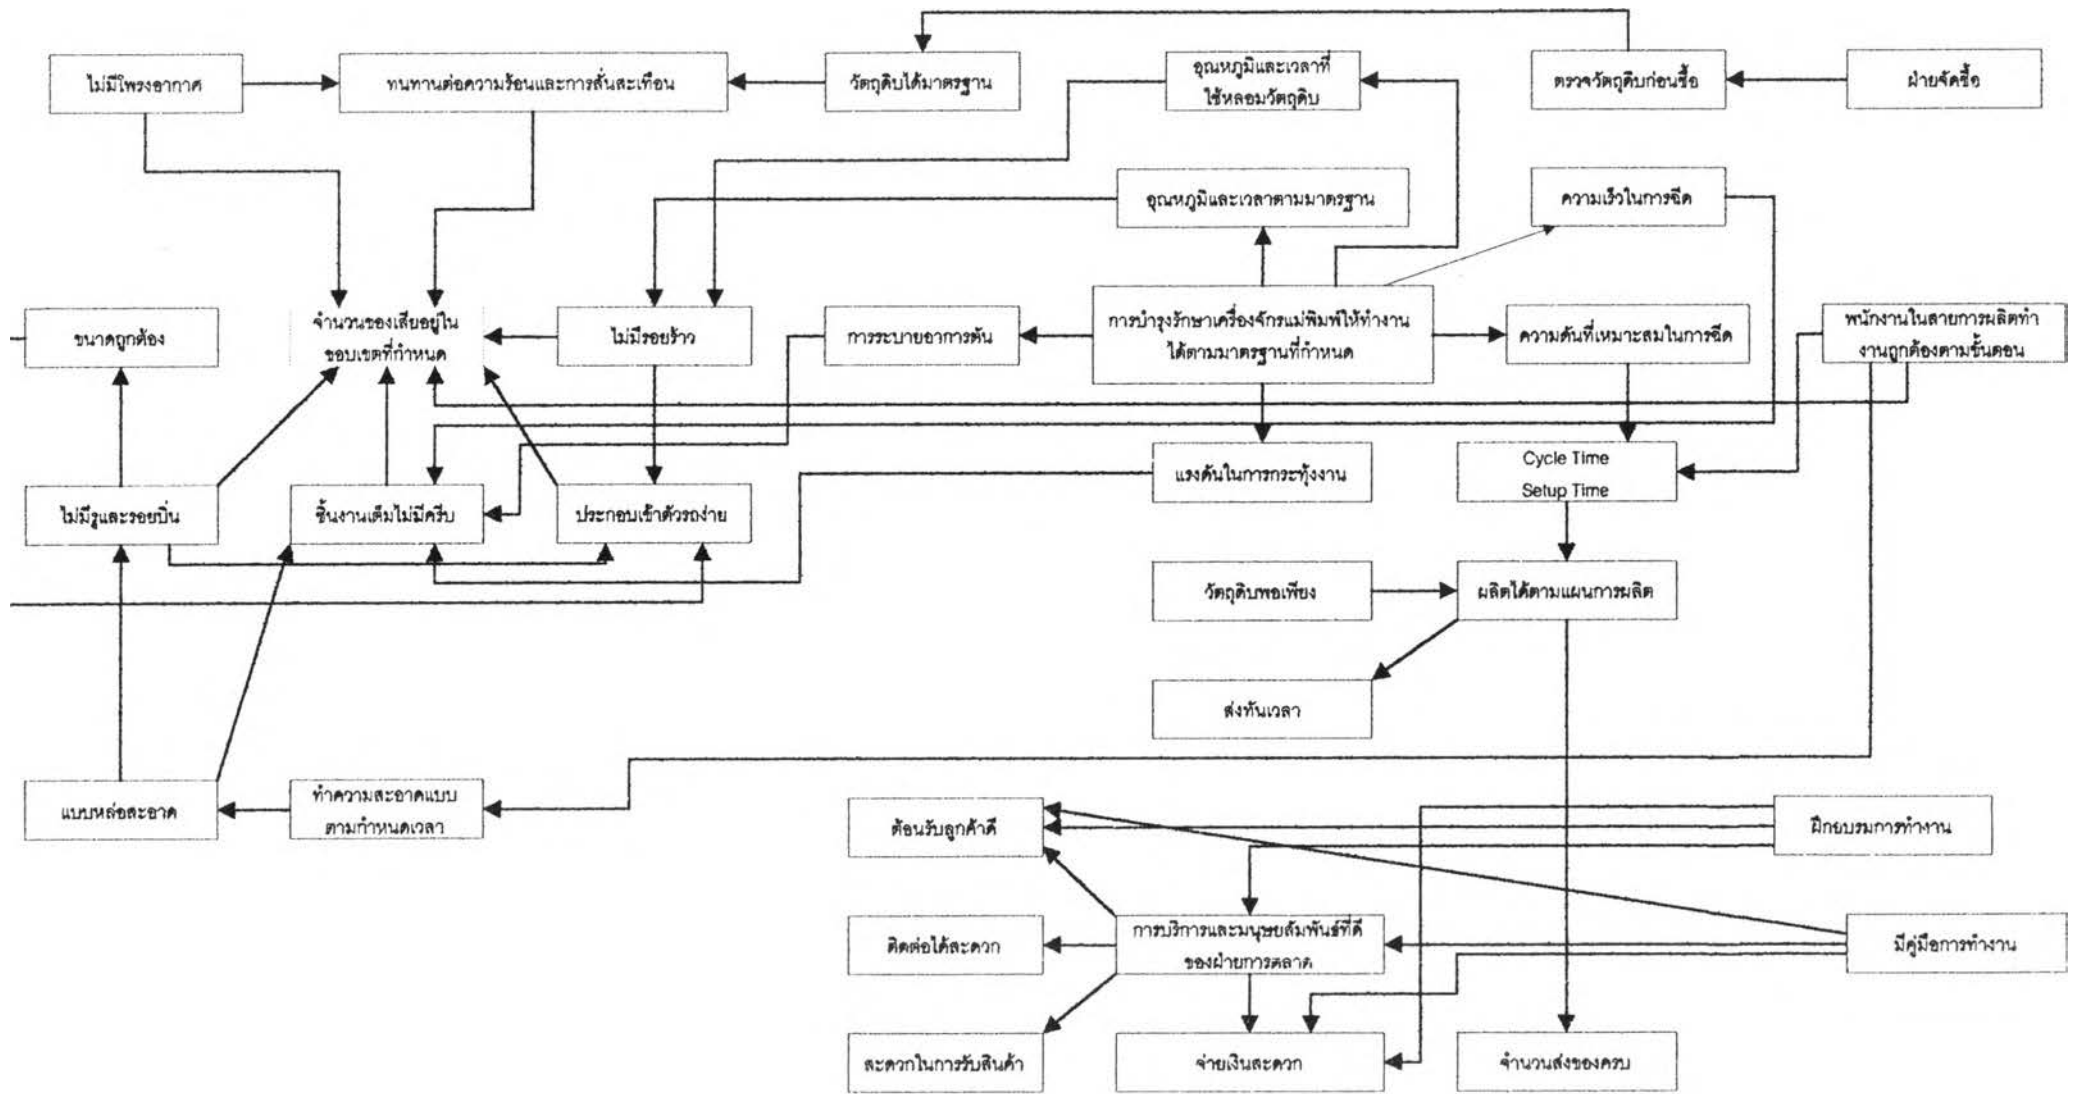 ไม่มีโพรงอากาศ
ทนทานต่อความร้อนและการสั่นสะเทือน
วัตถุดิบได้มาตรฐาน
อุณหภูมิและเวลาที่
ใช้หลอมวัตถุดิบ
ตรวจวัตถุดิบก่อนซื้อ
ฝ่ายจัดซื้อ
อุณหภูมิและเวลาตามมาตรฐาน
ความเร็วในการฉีด
ขนาดถูกต้อง
จำนวนของเสียอยู่ใน
ขอบเขตที่กำหนด
ไม่มีรอยร้าว
การระบายอาการตัน
การบำรุงรักษาเครื่องจักรแม่พิมพ์ให้ทำงาน
ได้ตามมาตรฐานที่กำหนด
ความดันที่เหมาะสมในการฉีด
พนักงานในสายการผลิตทำ
งานถูกต้องตามขั้นตอน
ไม่มีรูและรอยบิ่น
ชิ้นงานเต็มไม่มีครีบ
ประกอบเข้าตัวรถง่าย
แรงดันในการกระทุ้งงาน
Cycle Time
Setup Time
วัตถุดิบพอเพียง
ผลิตได้ตามแผนการผลิต
ส่งทันเวลา
แบบหล่อสะอาด
ทำความสะอาดแบบ
ตามกำหนดเวลา
ต้อนรับลูกค้าดี
ฝึกอบรมการทำงาน
ติดต่อได้สะดวก
การบริการและมนุษยสัมพันธ์ที่ดี
ของฝ่ายการตลาด
มีคู่มือการทำงาน
สะดวกในการรับสินค้า
จ่ายเงินสะดวก
จำนวนส่งของครบ